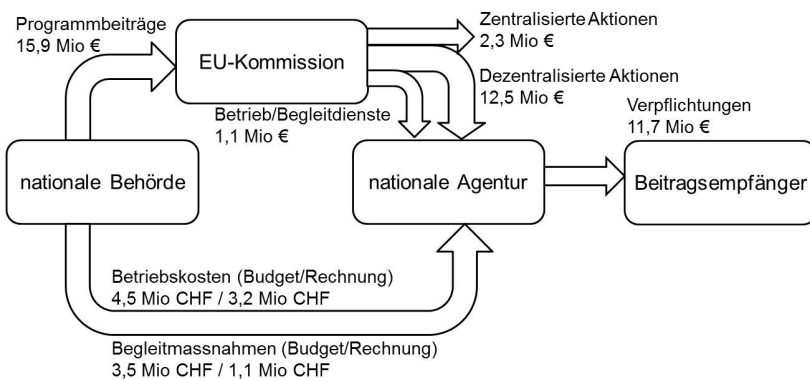 Programmbeiträge
15,9 Mio €
EU-Kommission
Zentralisierte Aktionen
2,3 Mio €
Dezentralisierte Aktionen
12,5 Mio €
Betrieb/Begleitdienste
1,1 Mio €
Verpflichtungen
11,7 Mio €
nationale Behörde
nationale Agentur
Beitragsempfänger
Betriebskosten (Budget/Rechnung)
4,5 Mio CHF / 3,2 Mio CHF
Begleitmassnahmen (Budget/Rechnung)
3,5 Mio CHF / 1,1 Mio CHF